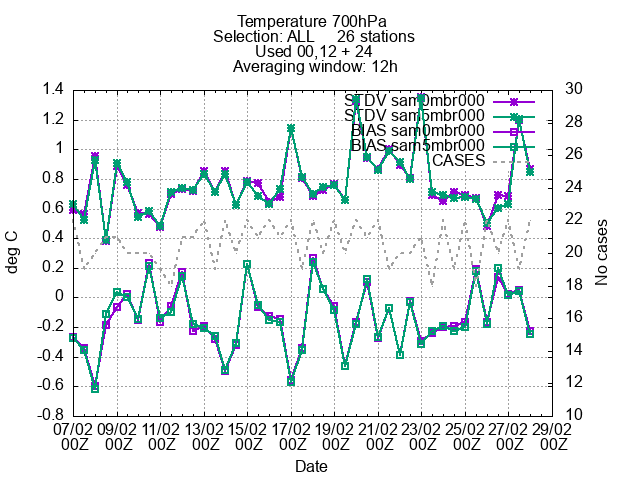 Temperature 700hPa
Selection: ALL     26 stations
Used 00,12 + 24
Averaging window: 12h
STDV sam0mbr000
STDV sam5mbr000
BIAS sam0mbr000
BIAS sam5mbr000
CASES
1.4
1.2
1
0.8
0.6
0.4
0.2
0
-0.2
-0.4
-0.6
-0.8
deg C
30
28
26
24
22
20
18
16
14
12
10
No cases
07/02 09/02 11/02 13/02 15/02 17/02 19/02 21/02 23/02 25/02 27/02 29/02
00Z 00Z 00Z 00Z 00Z 00Z 00Z 00Z 00Z 00Z 00Z 00Z
Date